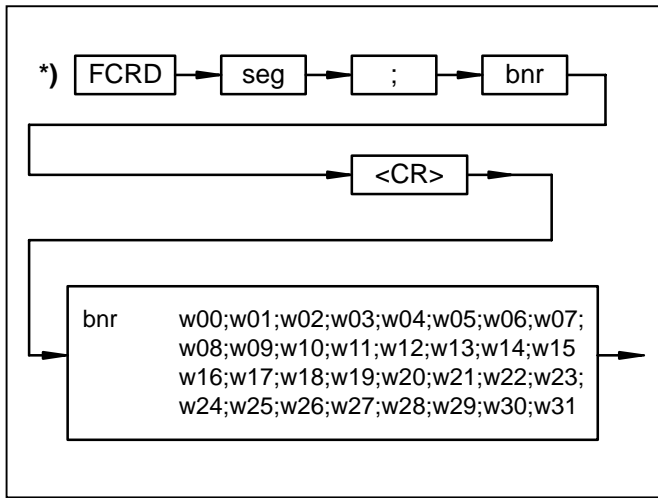 *) FCRD seg ; bnr
<CR>
bnr w00;w01;w02;w03;w04;w05;w06;w07;
w08;w09;w10;w11;w12;w13;w14;w15
w16;w17;w18;w19;w20;w21;w22;w23;
w24;w25;w26;w27;w28;w29;w30;w31